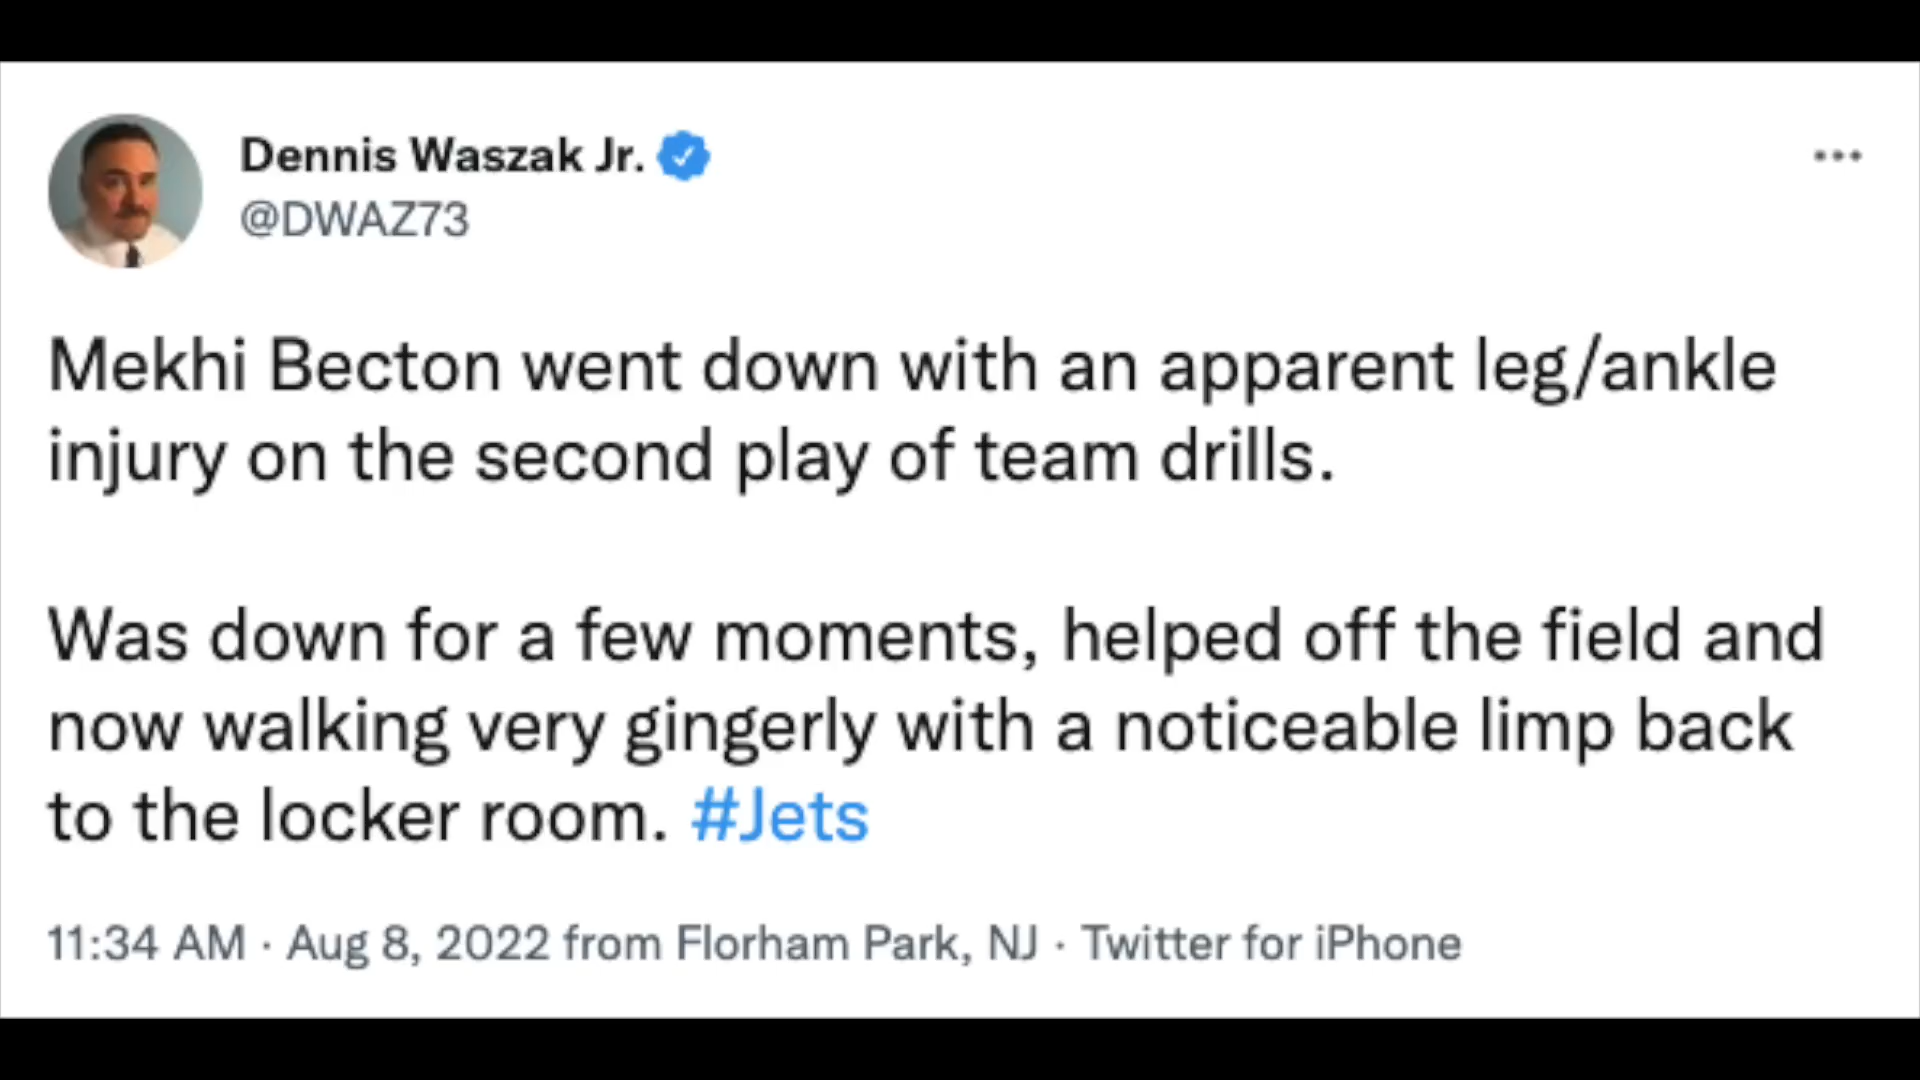 Dennis Waszak Jr.
@DWAZ73
Mekhi Becton went down with an apparent leg/ankle
injury on the second play of team drills.
Was down for a few moments, helped off the field and
now walking very gingerly with a noticeable limp back
to the locker room. #Jets
11:34 AM · Aug 8, 2022 from Florham Park, NJ · Twitter for iPhone